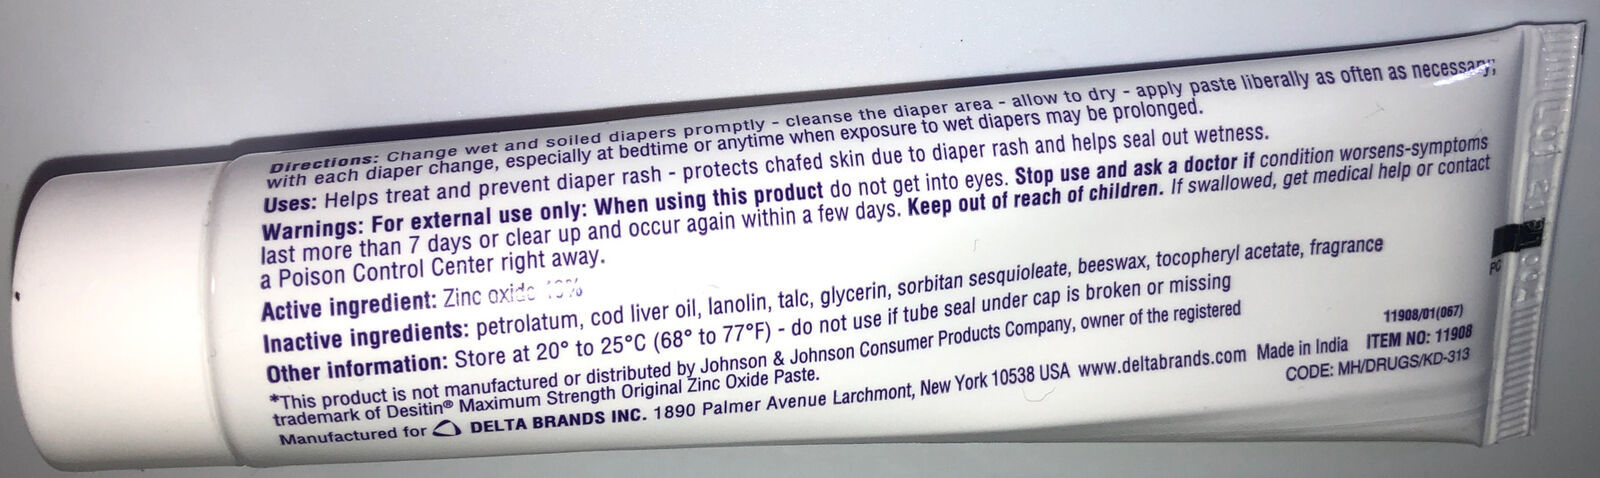 Directions: Change wet and soiled diapers promptly - cleanse the diaper area - allow to dry - apply paste liberally as often as necessary,
with each diaper change, especially at bedtime or anytime when exposure to wet diapers may be prolonged.
Uses: Helps treat and prevent diaper rash - protects chafed skin due to diaper rash and helps seal out wetness.
Warnings: For external use only: When using this product do not get into eyes. Stop use and ask a doctor if condition worsens-symptoms
last more than 7 days or clear up and occur again within a few days. Keep out of reach of children. If swallowed, get medical help or contact
a Poison Control Center right away.
Active ingredient: Zinc oxide
Inactive ingredients: petrolatum, cod liver oil, lanolin, talc, glycerin, sorbitan sesquioleate, beeswax, tocopheryl acetate, fragrance
Other information: Store at 20° to 25°C (68° to 77°F) - do not use if tube seal under cap is broken or missing
*This product is not manufactured or distributed by Johnson & Johnson Consumer Products Company, owner of the registered
trademark of Desitin® Maximum Strength Original Zinc Oxide Paste.
Manufactured for DELTA BRANDS INC. 1890 Palmer Avenue Larchmont, New York 10538 USA www.deltabrands.com Made in India
11908/01(067)
ITEM NO: 11908
CODE: MH/DRUGS/KD-313